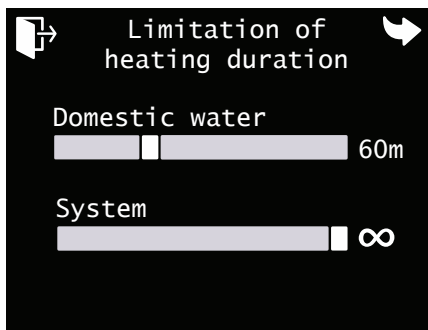 Limitation of
heating duration
Domestic water
60m
System
∞